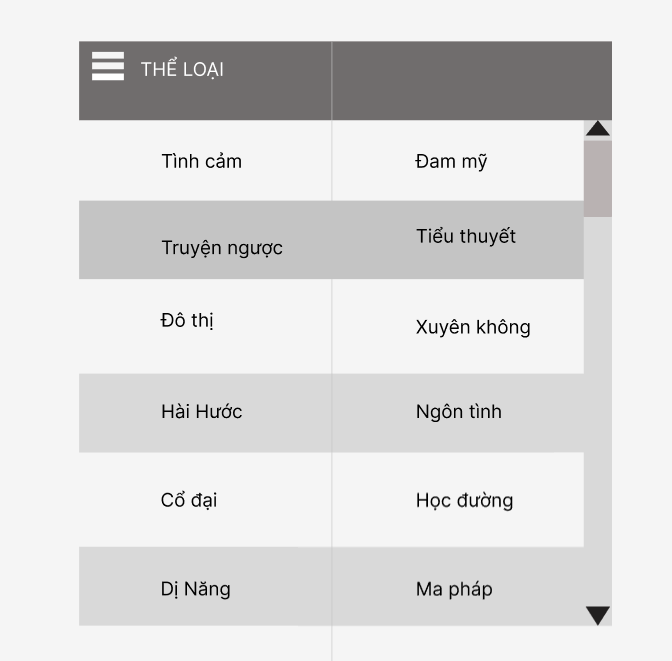 THỂ LOẠI
Tình cảm
Đam mỹ
Truyện ngược
Tiểu thuyết
Đô thị
Xuyên không
Hài Hước
Ngôn tình
Cổ đại
Học đường
Dị Năng
Ma pháp